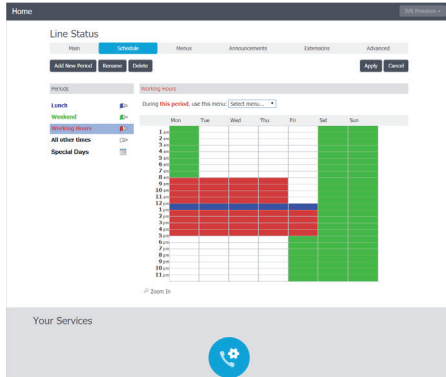 Home
IVR Premium
Line Status
Main Schedule Menus Announcements Extensions Advanced
Add New Period Rename Delete Apply Cancel
Periods
Working Hours
Lunch
Weekend
Working Hours
All other times
Special Days
During this period, use this menu: Select menu...
Mon Tue Wed Thu Fri Sat Sun
1 am
2 am
3 am
4 am
5 am
6 am
7 am
8 am
9 am
10 am
11 am
12 pm
1 pm
2 pm
3 pm
4 pm
5 pm
6 pm
7 pm
8 pm
9 pm
10 pm
11 pm
Zoom In
Your Services